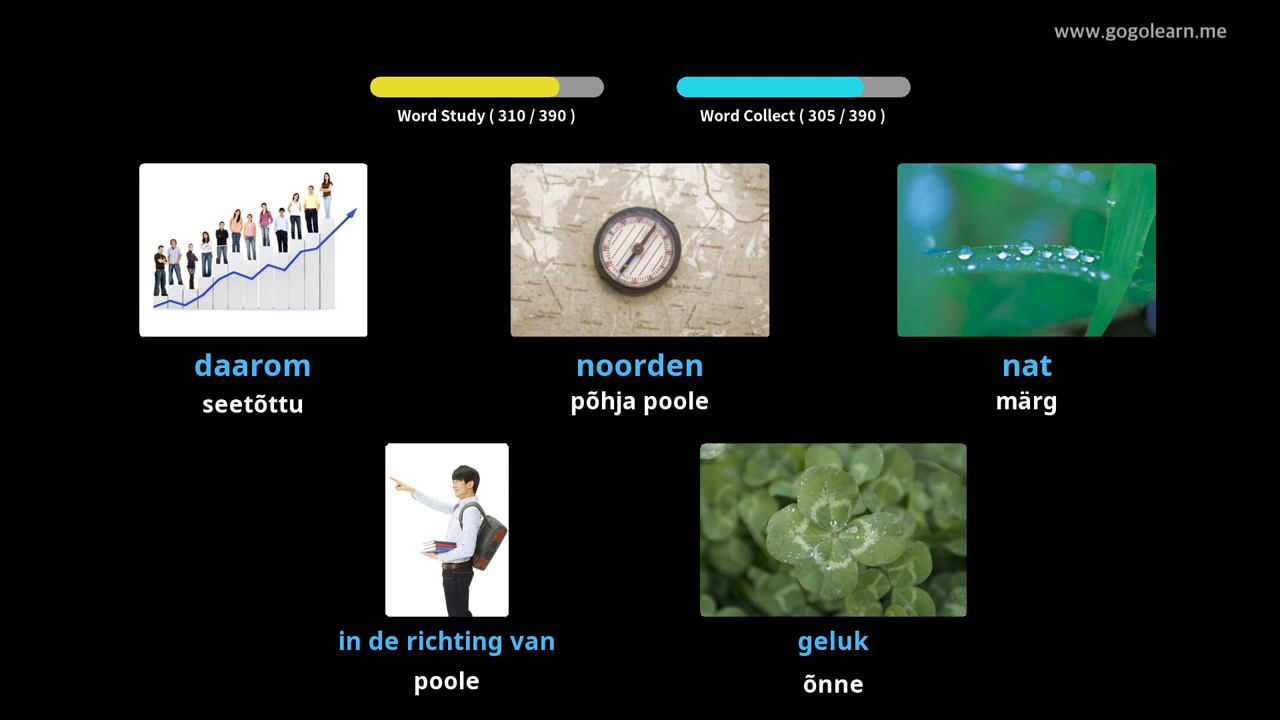 www.gogolearn.me
Word Study ( 310 / 390 )
Word Collect ( 305 / 390 )
daarom
seetõttu
noorden
põhja poole
nat
märg
in de richting van
poole
geluk
õnne